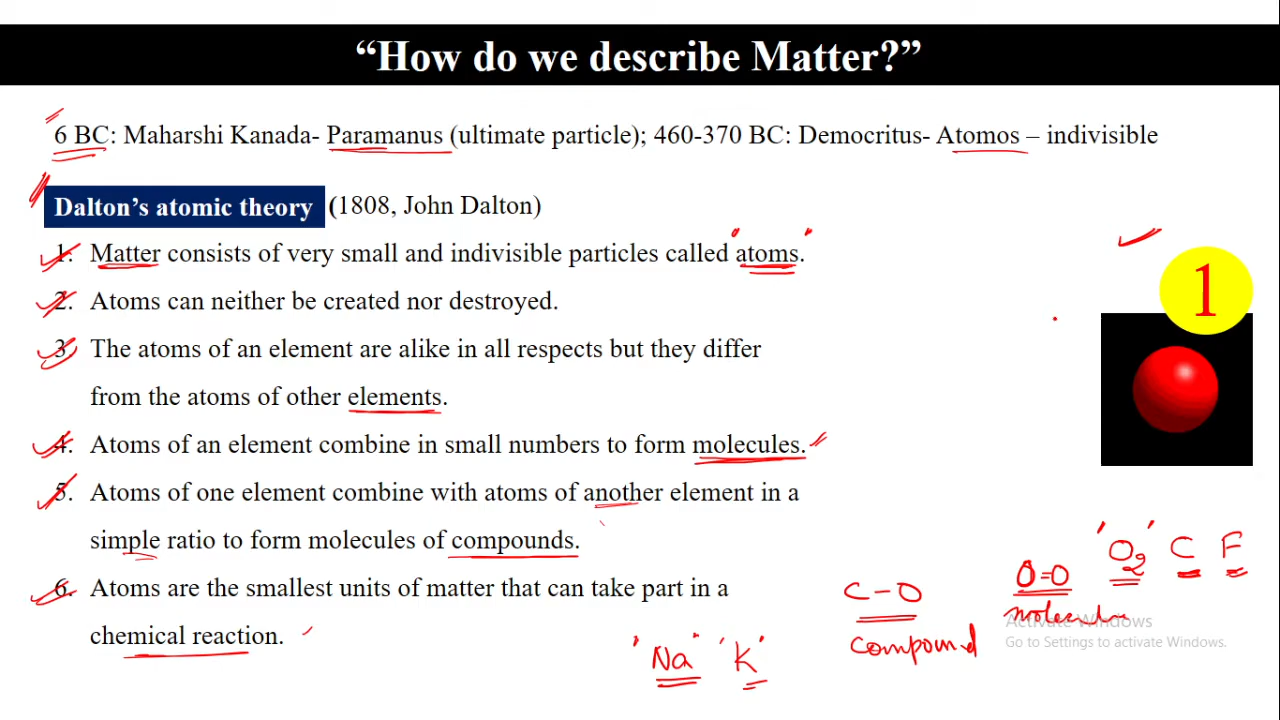 “How do we describe Matter?”
6 BC: Maharshi Kanada- Paramanus (ultimate particle); 460-370 BC: Democritus- Atomos – indivisible
Dalton’s atomic theory (1808, John Dalton)
1. Matter consists of very small and indivisible particles called "atoms".
2. Atoms can neither be created nor destroyed.
3. The atoms of an element are alike in all respects but they differ
from the atoms of other elements.
4. Atoms of an element combine in small numbers to form molecules.
5. Atoms of one element combine with atoms of another element in a
simple ratio to form molecules of compounds.
6. Atoms are the smallest units of matter that can take part in a
chemical reaction.
1
'O2' C F
O=O
molecule
C-O
compound
'Na' 'K'
Activate Windows
Go to Settings to activate Windows.